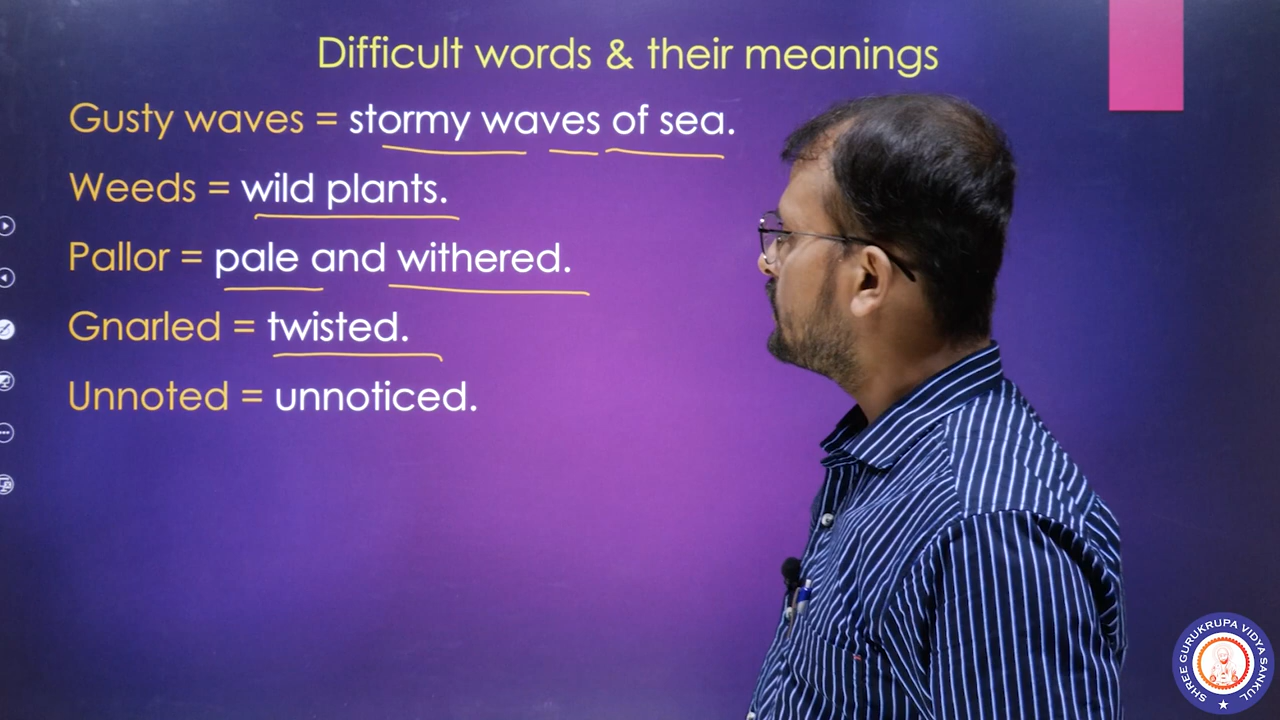 Difficult words & their meanings
Gusty waves = stormy waves of sea.
Weeds = wild plants.
Pallor = pale and withered.
Gnarled = twisted.
Unnoted = unnoticed.
SHREE GURUKRUPA VIDYA SANKUL